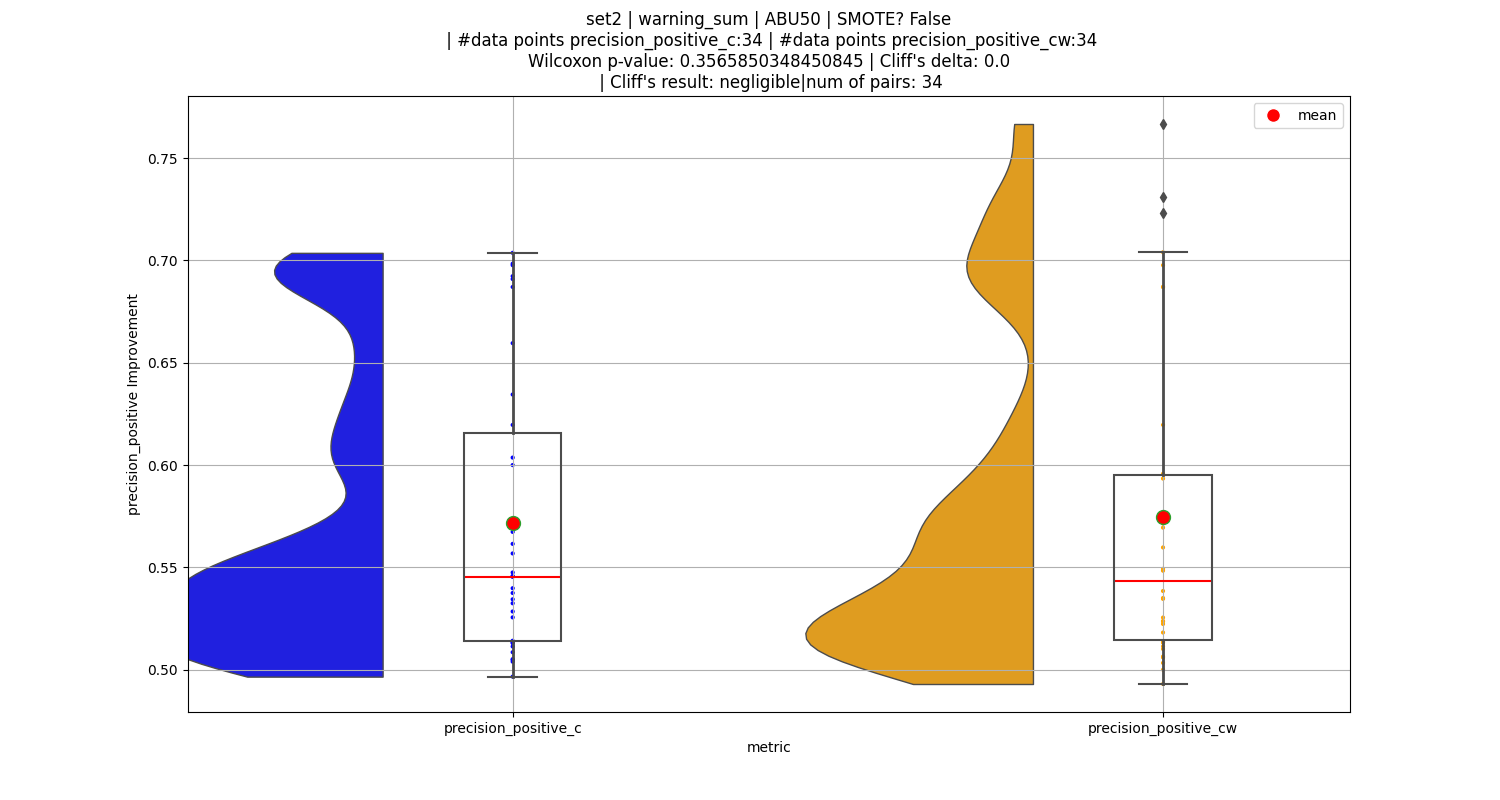 set2 | warning_sum | ABU50 | SMOTE? False
| #data points precision_positive_c:34 | #data points precision_positive_cw:34
Wilcoxon p-value: 0.3565850348450845 | Cliff's delta: 0.0
| Cliff's result: negligible|num of pairs: 34
mean
0.75
0.70
0.65
0.60
0.55
0.50
precision_positive Improvement
precision_positive_c
precision_positive_cw
metric